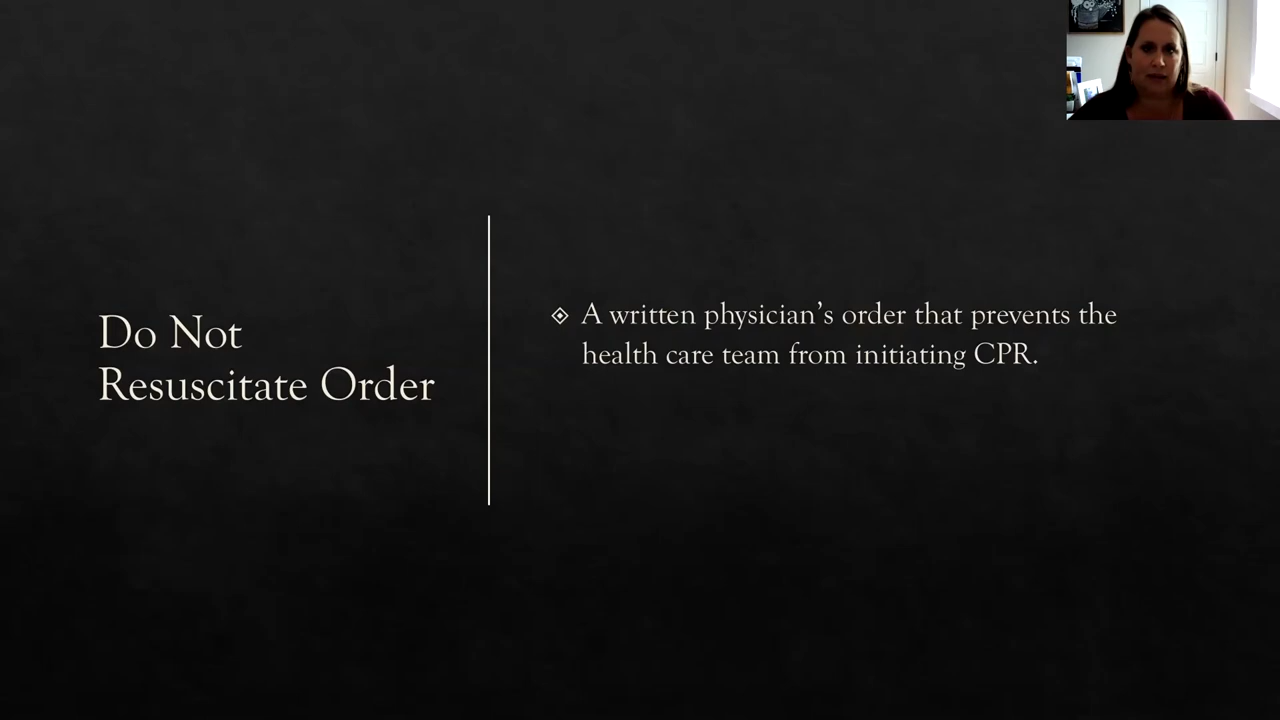 Do Not
Resuscitate Order
A written physician’s order that prevents the
health care team from initiating CPR.